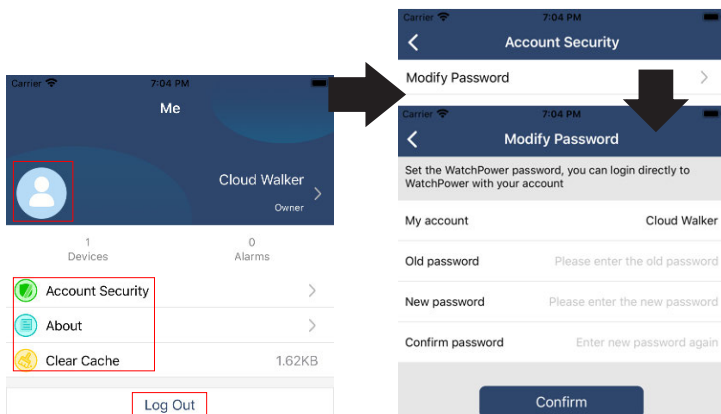 Carrier 7:04 PM
Me
Cloud Walker
Owner
1 0
Devices Alarms
Account Security
About
Clear Cache 1.62KB
Log Out
Carrier 7:04 PM
Account Security
Modify Password
Carrier 7:04 PM
Modify Password
Set the WatchPower password, you can login directly to
WatchPower with your account
My account Cloud Walker
Old password Please enter the old password
New password Please enter the new password
Confirm password Enter new password again
Confirm